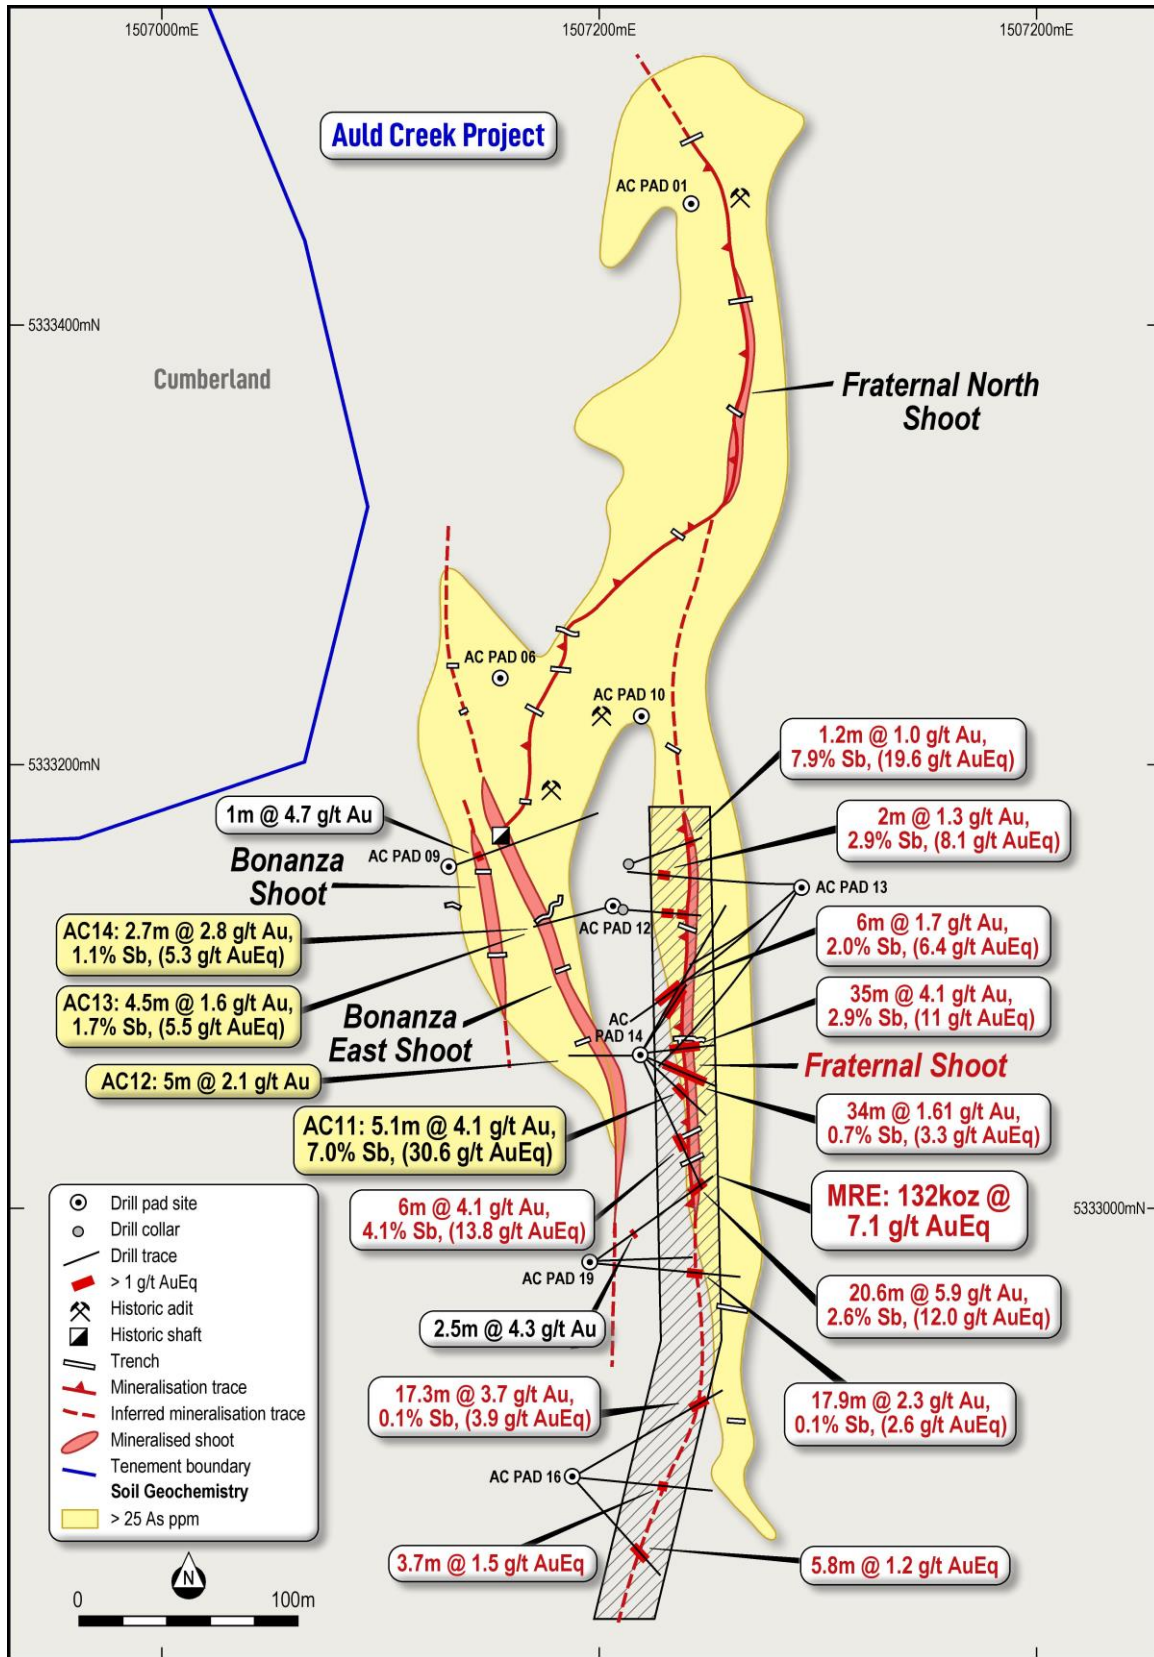 1507000mE
1507200mE
1507200mE
Auld Creek Project
AC PAD 01
5333400mN
Cumberland
Fraternal North
Shoot
AC PAD 06
AC PAD 10
5333200mN
1.2m @ 1.0 g/t Au,
7.9% Sb, (19.6 g/t AuEq)
1m @ 4.7 g/t Au
2m @ 1.3 g/t Au,
2.9% Sb, (8.1 g/t AuEq)
AC PAD 09
Bonanza
Shoot
AC PAD 13
AC PAD 12
AC14: 2.7m @ 2.8 g/t Au,
1.1% Sb, (5.3 g/t AuEq)
6m @ 1.7 g/t Au,
2.0% Sb, (6.4 g/t AuEq)
AC13: 4.5m @ 1.6 g/t Au,
1.7% Sb, (5.5 g/t AuEq)
35m @ 4.1 g/t Au,
2.9% Sb, (11 g/t AuEq)
Bonanza
East Shoot
AC
PAD 14
Fraternal Shoot
AC12: 5m @ 2.1 g/t Au
AC11: 5.1m @ 4.1 g/t Au,
7.0% Sb, (30.6 g/t AuEq)
34m @ 1.61 g/t Au,
0.7% Sb, (3.3 g/t AuEq)
MRE: 132koz @
7.1 g/t AuEq
5333000mN
6m @ 4.1 g/t Au,
4.1% Sb, (13.8 g/t AuEq)
AC PAD 19
20.6m @ 5.9 g/t Au,
2.6% Sb, (12.0 g/t AuEq)
2.5m @ 4.3 g/t Au
17.3m @ 3.7 g/t Au,
0.1% Sb, (3.9 g/t AuEq)
17.9m @ 2.3 g/t Au,
0.1% Sb, (2.6 g/t AuEq)
AC PAD 16
3.7m @ 1.5 g/t AuEq
5.8m @ 1.2 g/t AuEq
Drill pad site
Drill collar
Drill trace
> 1 g/t AuEq
Historic adit
Historic shaft
Trench
Mineralisation trace
Inferred mineralisation trace
Mineralised shoot
Tenement boundary
Soil Geochemistry
> 25 As ppm
N
0
100m